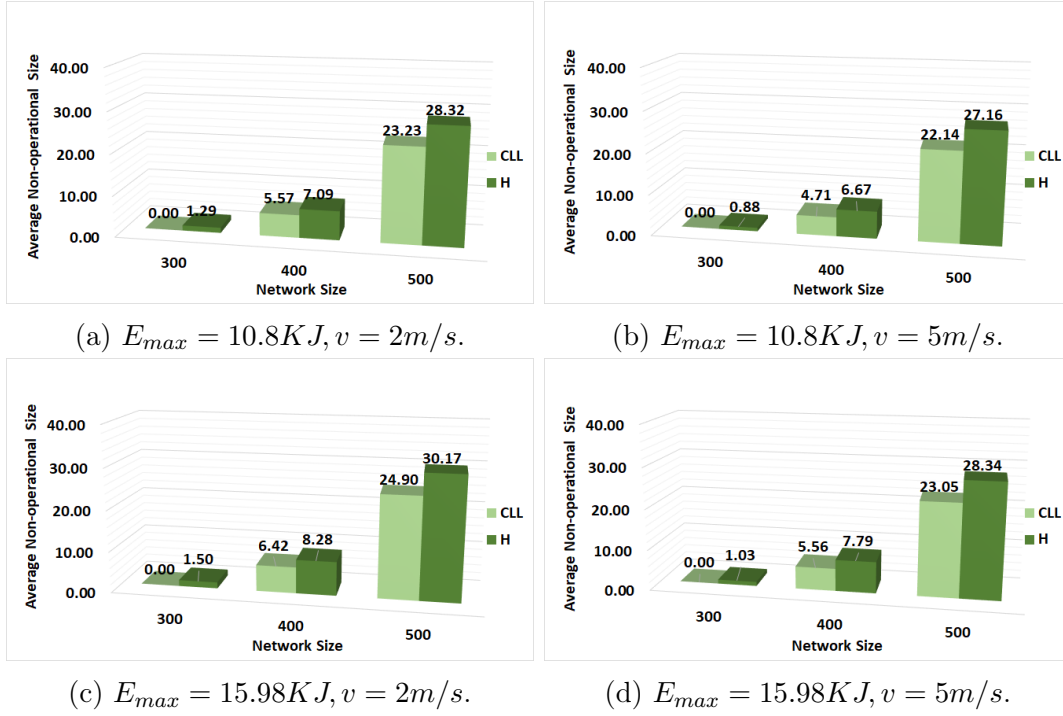 Average Non-operational Size
40.00
30.00
20.00
10.00
0.00
0.00 1.29
5.57 7.09
23.23 28.32
300 400 500
Network Size
CLL
H
(a) E_{max} = 10.8KJ, v = 2m/s.
Average Non-operational Size
40.00
30.00
20.00
10.00
0.00
0.00 0.88
4.71 6.67
22.14 27.16
300 400 500
Network Size
CLL
H
(b) E_{max} = 10.8KJ, v = 5m/s.
Average Non-operational Size
40.00
30.00
20.00
10.00
0.00
0.00 1.50
6.42 8.28
24.90 30.17
300 400 500
Network Size
CLL
H
(c) E_{max} = 15.98KJ, v = 2m/s.
Average Non-operational Size
40.00
30.00
20.00
10.00
0.00
0.00 1.03
5.56 7.79
23.05 28.34
300 400 500
Network Size
CLL
H
(d) E_{max} = 15.98KJ, v = 5m/s.